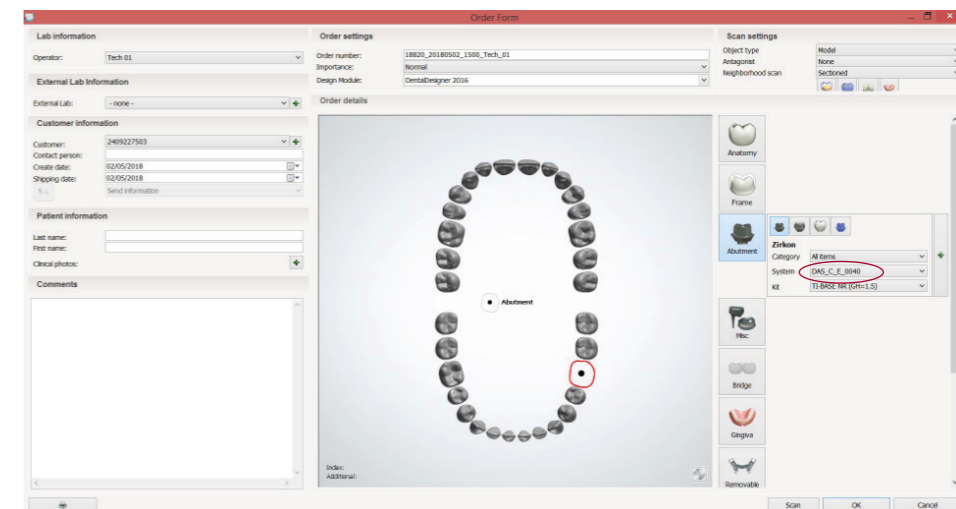 Order Form
Lab information
Operator: Tech 01
External Lab Information
External Lab: - none -
Customer information
Customer: 2409227503
Contact person:
Create date: 02/05/2018
Shipping date: 02/05/2018
Send information
Patient information
Last name:
First name:
Clinical photos:
Comments
Order settings
Order number: 18820_20180502_1500_Tech_01
Importance: Normal
Design Module: DentalDesigner 2016
Order details
Abutment
Index:
Additional:
Scan settings
Object type Model
Antagonist None
Neighborhood scan Sectioned
Anatomy
Frame
Abutment
Zirkon
Category All items
System DAS_C_E_0040
Kit TI-BASE NR (GH=1.5)
Misc
Bridge
Gingiva
Removable
Scan OK Cancel